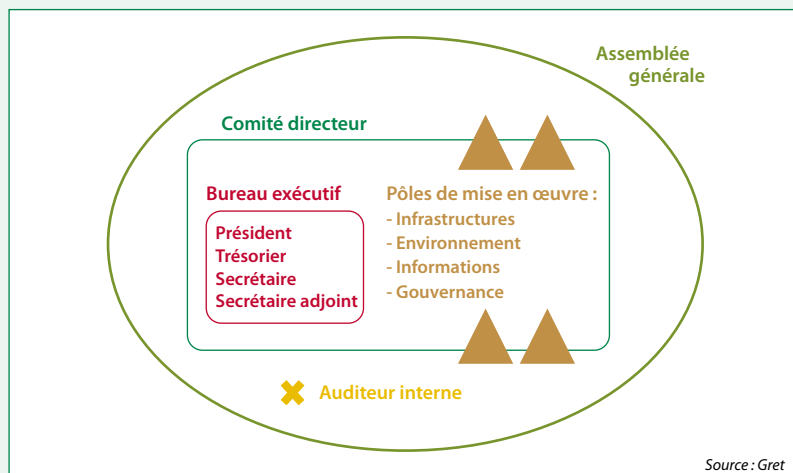 Assemblée
générale
Comité directeur
Bureau exécutif
Président
Trésorier
Secrétaire
Secrétaire adjoint
Pôles de mise en œuvre :
- Infrastructures
- Environnement
- Informations
- Gouvernance
Auditeur interne
Source : Gret